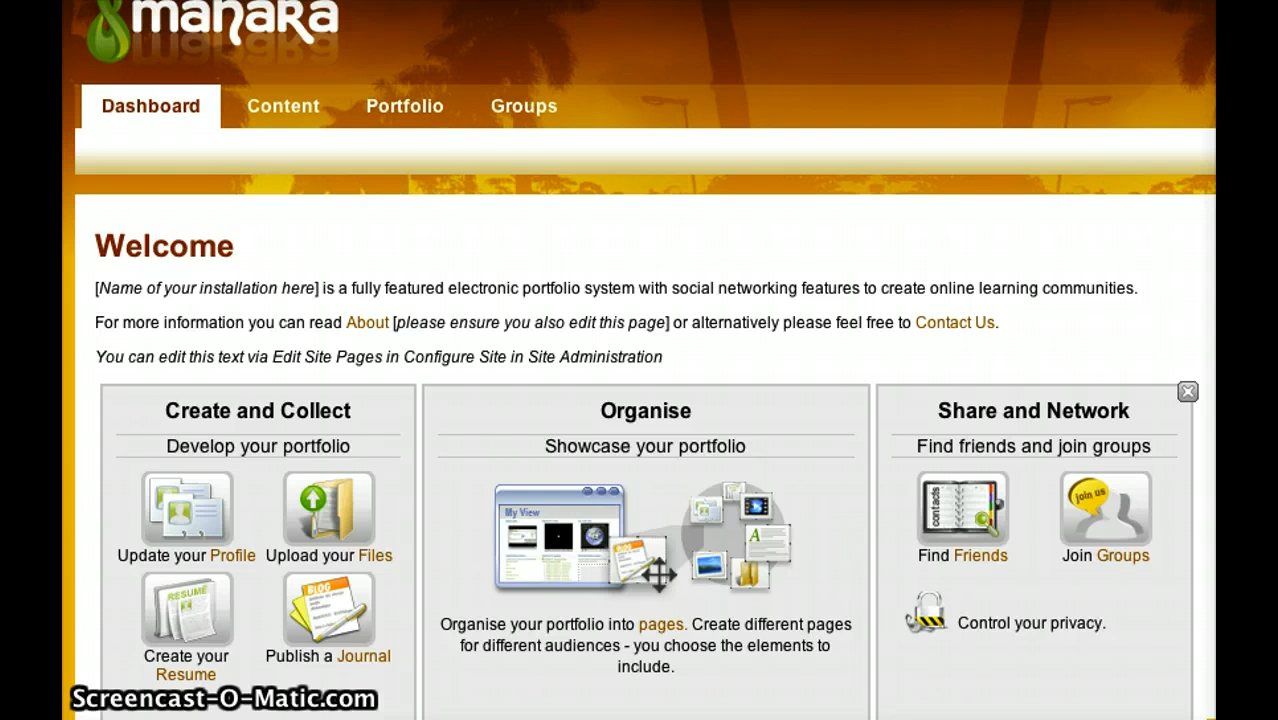 mahara
Dashboard Content Portfolio Groups
Welcome
[Name of your installation here] is a fully featured electronic portfolio system with social networking features to create online learning communities.
For more information you can read About [please ensure you also edit this page] or alternatively please feel free to Contact Us.
You can edit this text via Edit Site Pages in Configure Site in Site Administration
Create and Collect
Develop your portfolio
Update your Profile
Upload your Files
RESUME
BLOG
Create your
Resume
Publish a Journal
Organise
Showcase your portfolio
My View
BLOG
A
Organise your portfolio into pages. Create different pages
for different audiences - you choose the elements to
include.
Share and Network
Find friends and join groups
contacts
Join us
Find Friends
Join Groups
Control your privacy.
Screencast-O-Matic.com